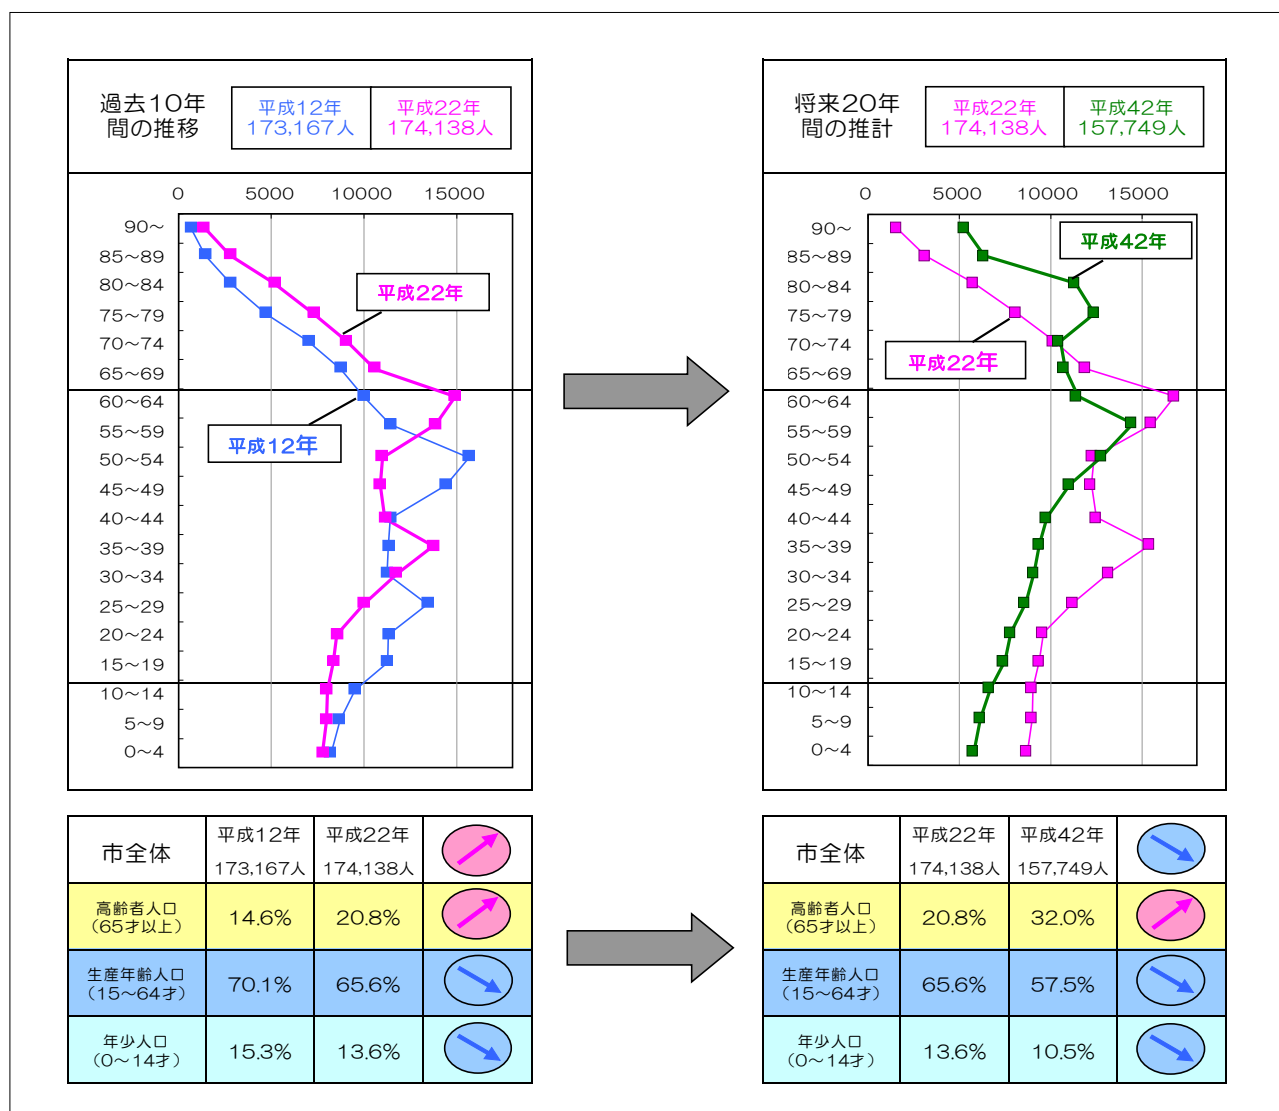 過去10年
間の推移
平成12年
173,167人
平成22年
174,138人
0 5000 10000 15000
90～
85～89
80～84
75～79
70～74
65～69
60～64
55～59
50～54
45～49
40～44
35～39
30～34
25～29
20～24
15～19
10～14
5～9
0～4
平成22年
平成12年
将来20年
間の推計
平成22年
174,138人
平成42年
157,749人
0 5000 10000 15000
90～
85～89
80～84
75～79
70～74
65～69
60～64
55～59
50～54
45～49
40～44
35～39
30～34
25～29
20～24
15～19
10～14
5～9
0～4
平成42年
平成22年
市全体
平成12年
173,167人
平成22年
174,138人
高齢者人口
（65才以上）
14.6% 20.8%
生産年齢人口
（15～64才）
70.1% 65.6%
年少人口
（0～14才）
15.3% 13.6%
市全体
平成22年
174,138人
平成42年
157,749人
高齢者人口
（65才以上）
20.8% 32.0%
生産年齢人口
（15～64才）
65.6% 57.5%
年少人口
（0～14才）
13.6% 10.5%